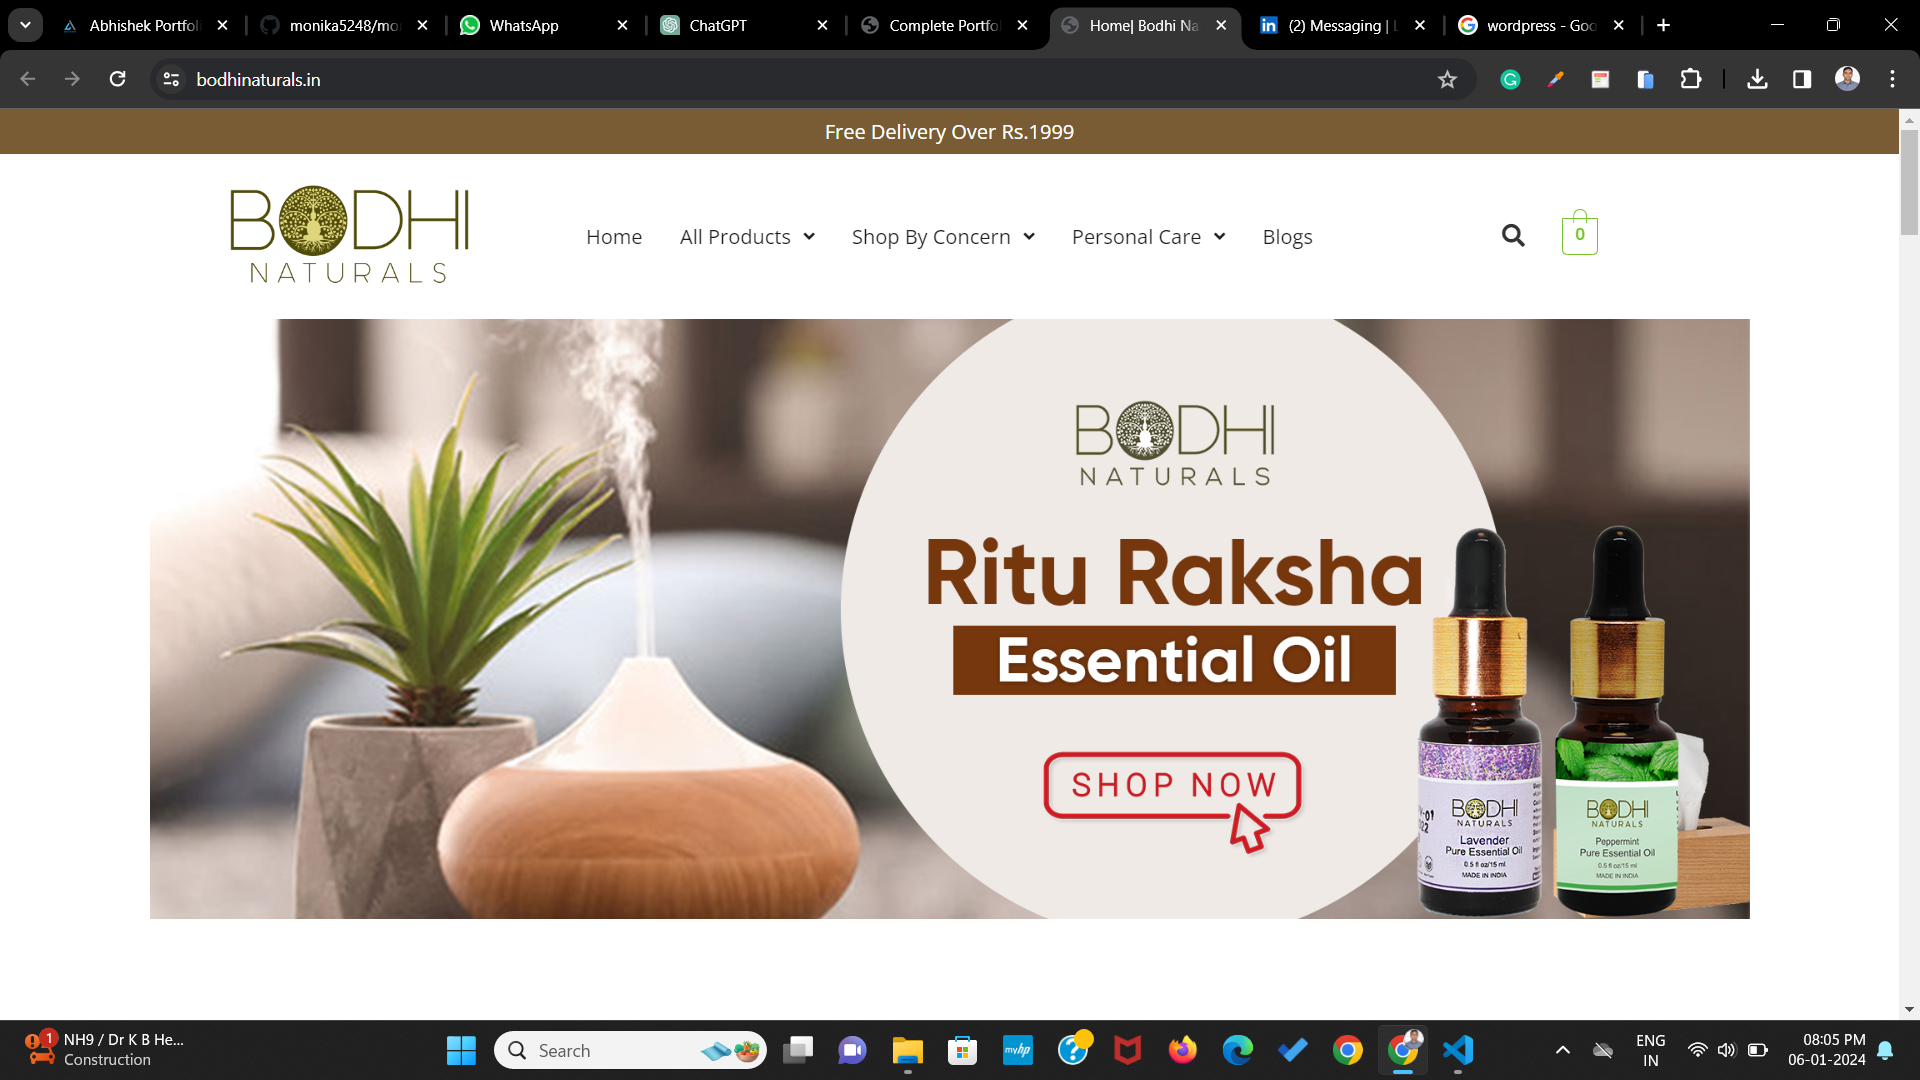 Abhishek Portfoli
monika5248/mo
WhatsApp
ChatGPT
Complete Portfo
Home| Bodhi Na
(2) Messaging | L
wordpress - Goo
bodhinaturals.in
Free Delivery Over Rs.1999
BODHI
NATURALS
Home
All Products
Shop By Concern
Personal Care
Blogs
0
BODHI
NATURALS
Ritu Raksha
Essential Oil
SHOP NOW
BODHI
NATURALS
Lavender
Pure Essential Oil
0.5 fl oz/15 ml
MADE IN INDIA
BODHI
NATURALS
Peppermint
Pure Essential Oil
0.5 fl oz/15 ml
MADE IN INDIA
1
NH9 / Dr K B He...
Construction
Search
myhp
ENG
IN
08:05 PM
06-01-2024